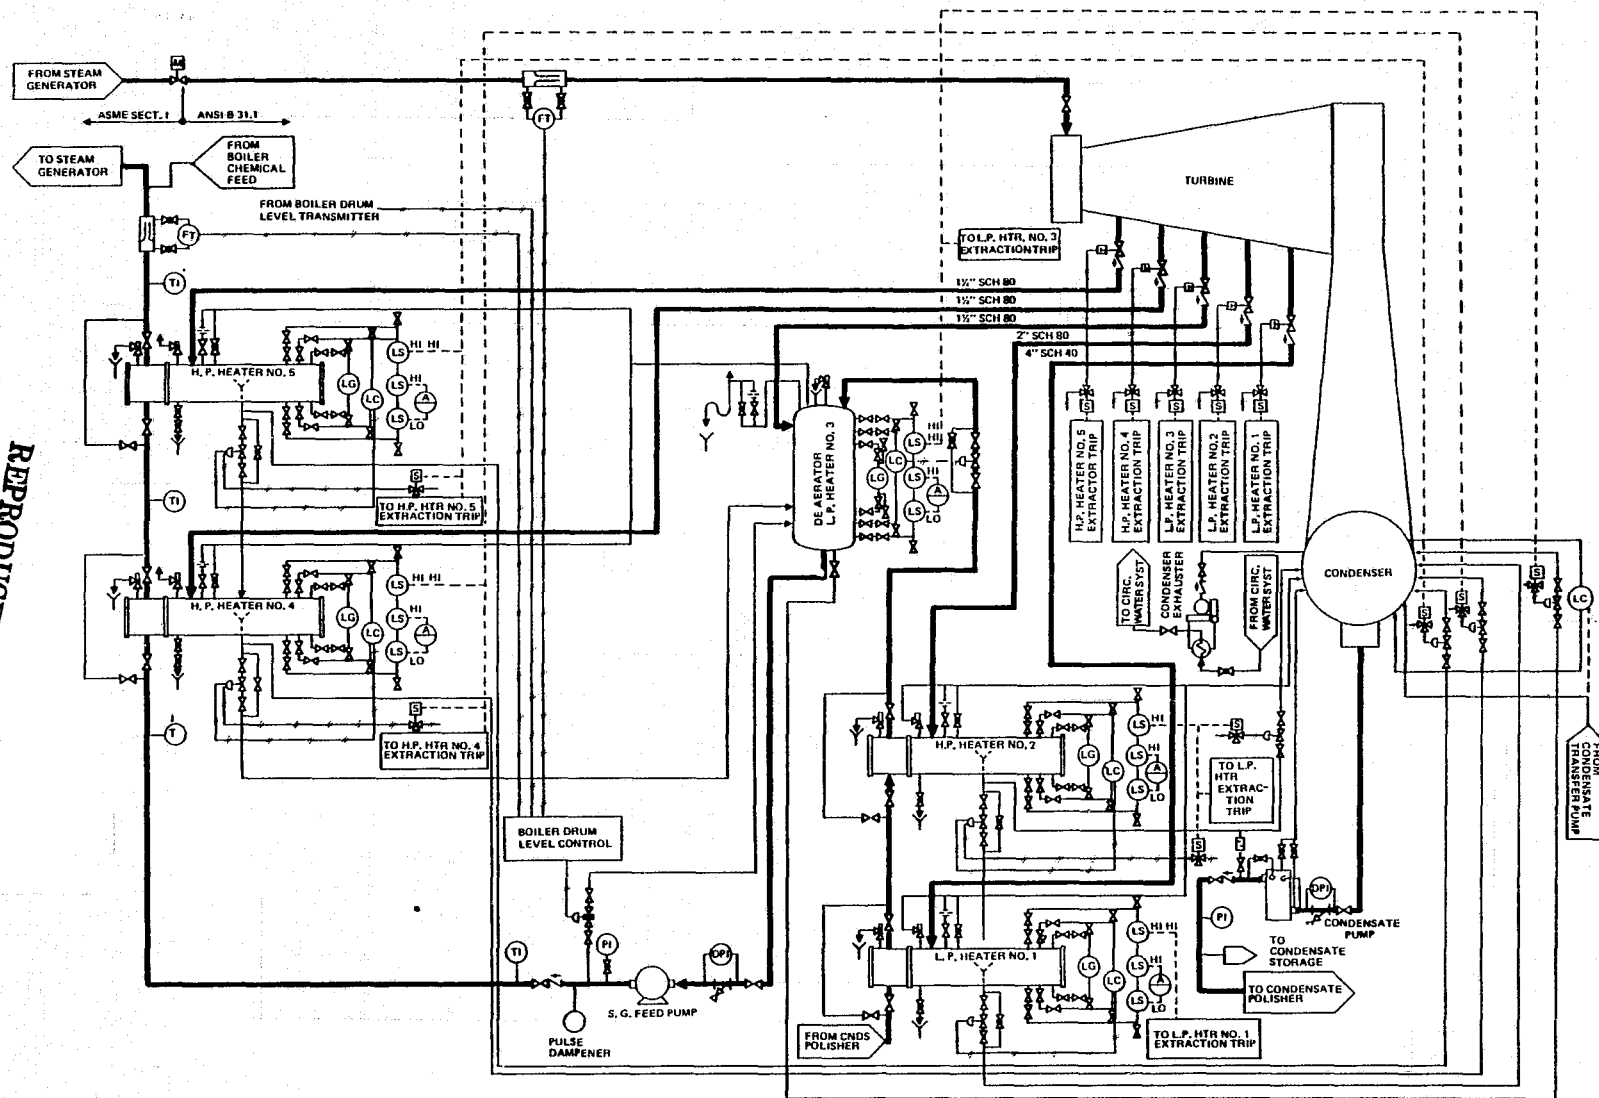 FROM STEAM
GENERATOR
ASME SECT. I
ANSI B 31.1
FT
TO STEAM
GENERATOR
FROM
BOILER
CHEMICAL
FEED
FROM BOILER DRUM
LEVEL TRANSMITTER
FT
TI
TURBINE
TO L.P. HTR, NO. 3
EXTRACTION TRIP
1½" SCH 80
1½" SCH 80
1½" SCH 80
2" SCH 80
4" SCH 40
H. P. HEATER NO. 5
LG
LC
LS
HI HI
LS
HI
A
LS
LO
S
TO H.P. HTR NO. 5
EXTRACTION TRIP
TI
H. P. HEATER NO. 4
LG
LC
LS
HI HI
LS
HI
A
LS
LO
S
TO H.P. HTR NO. 4
EXTRACTION TRIP
T
DE AERATOR
L.P. HEATER NO. 3
LG
LC
LS
HI
HI
LS
HI
A
LS
LO
S
S
S
S
S
H.P. HEATER NO. 5
EXTRACTOR TRIP
H.P. HEATER NO. 4
EXTRACTION TRIP
L.P. HEATER NO. 3
EXTRACTION TRIP
L.P. HEATER NO.2
EXTRACTION TRIP
L.P. HEATER NO. 1
EXTRACTION TRIP
TO CIRC.
WATER SYST
CONDENSER
EXHAUSTER
FROM CIRC.
WATER SYST
CONDENSER
S
S
S
LC
FROM
CONDENSATE
TRANSFER PUMP
H.P. HEATER NO. 2
LG
LC
LS
HI
LS
HI
A
LS
LO
S
TO L.P.
HTR
EXTRAC-
TION
TRIP
S
BOILER DRUM
LEVEL CONTROL
TI
PI
DPI
S. G. FEED PUMP
PULSE
DAMPENER
L. P. HEATER NO. 1
LG
LC
LS
HI HI
LS
HI
A
LS
LO
TO L.P. HTR NO. 1
EXTRACTION TRIP
FROM CNDS
POLISHER
DPI
CONDENSATE
PUMP
PI
TO
CONDENSATE
STORAGE
TO CONDENSATE
POLISHER